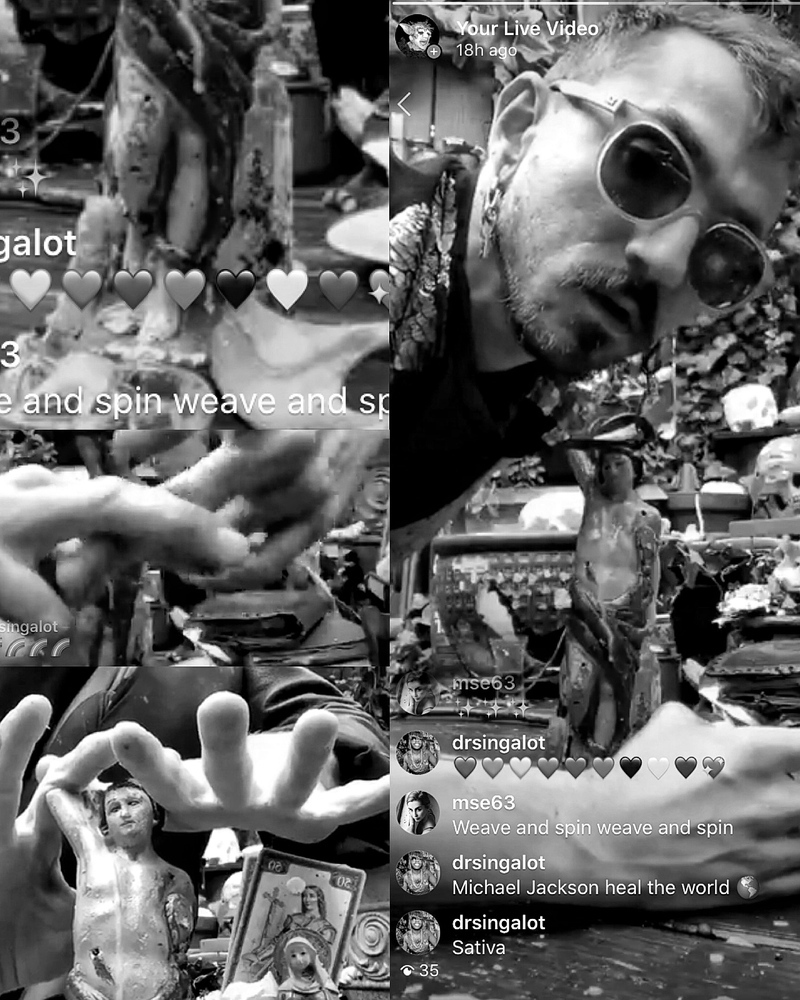 3
galot
3
e and spin weave and sp
singalot
Your Live Video
18h ago
mse63
drsingalot
mse63
Weave and spin weave and spin
drsingalot
Michael Jackson heal the world
drsingalot
Sativa
35